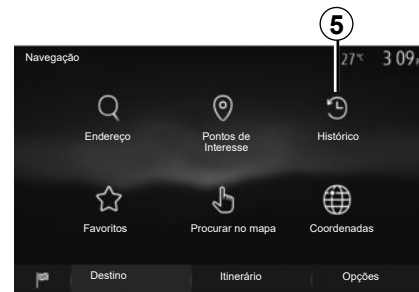 5
Navegação 27°C 3 09
Endereço
Pontos de
Interesse
Histórico
Favoritos
Procurar no mapa
Coordenadas
Destino
Itinerário
Opções